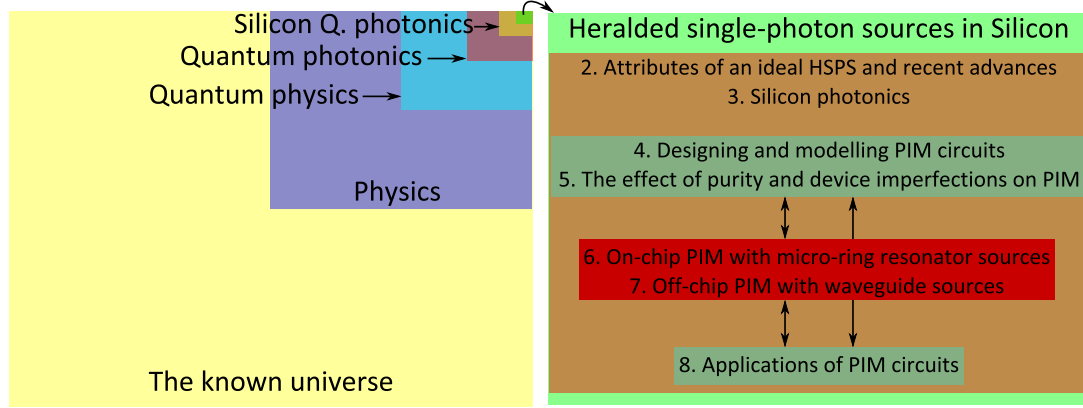 Silicon Q. photonics
Quantum photonics
Quantum physics
Physics
The known universe
Heralded single-photon sources in Silicon
2. Attributes of an ideal HSPS and recent advances
3. Silicon photonics
4. Designing and modelling PIM circuits
5. The effect of purity and device imperfections on PIM
6. On-chip PIM with micro-ring resonator sources
7. Off-chip PIM with waveguide sources
8. Applications of PIM circuits